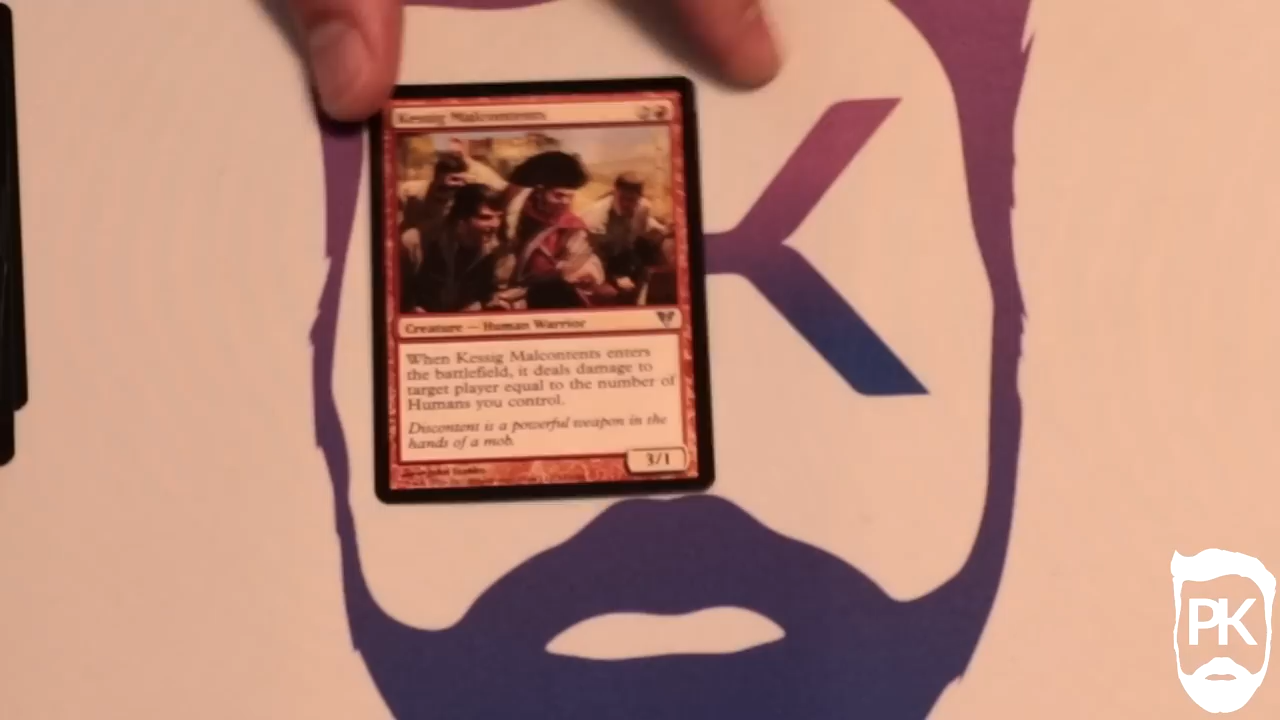 Kessig Malcontents
Creature — Human Warrior
When Kessig Malcontents enters
the battlefield, it deals damage to
target player equal to the number of
Humans you control.
Discontent is a powerful weapon in the
hands of a mob.
3/1
K
PK